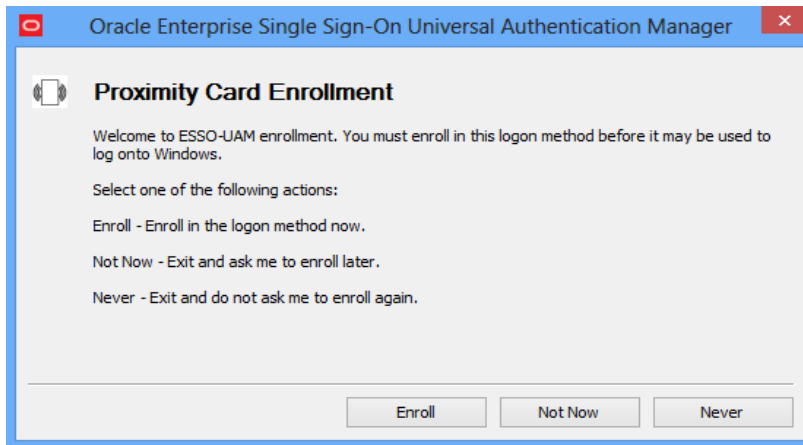 Oracle Enterprise Single Sign-On Universal Authentication Manager
Proximity Card Enrollment
Welcome to ESSO-UAM enrollment. You must enroll in this logon method before it may be used to
log onto Windows.
Select one of the following actions:
Enroll - Enroll in the logon method now.
Not Now - Exit and ask me to enroll later.
Never - Exit and do not ask me to enroll again.
Enroll Not Now Never